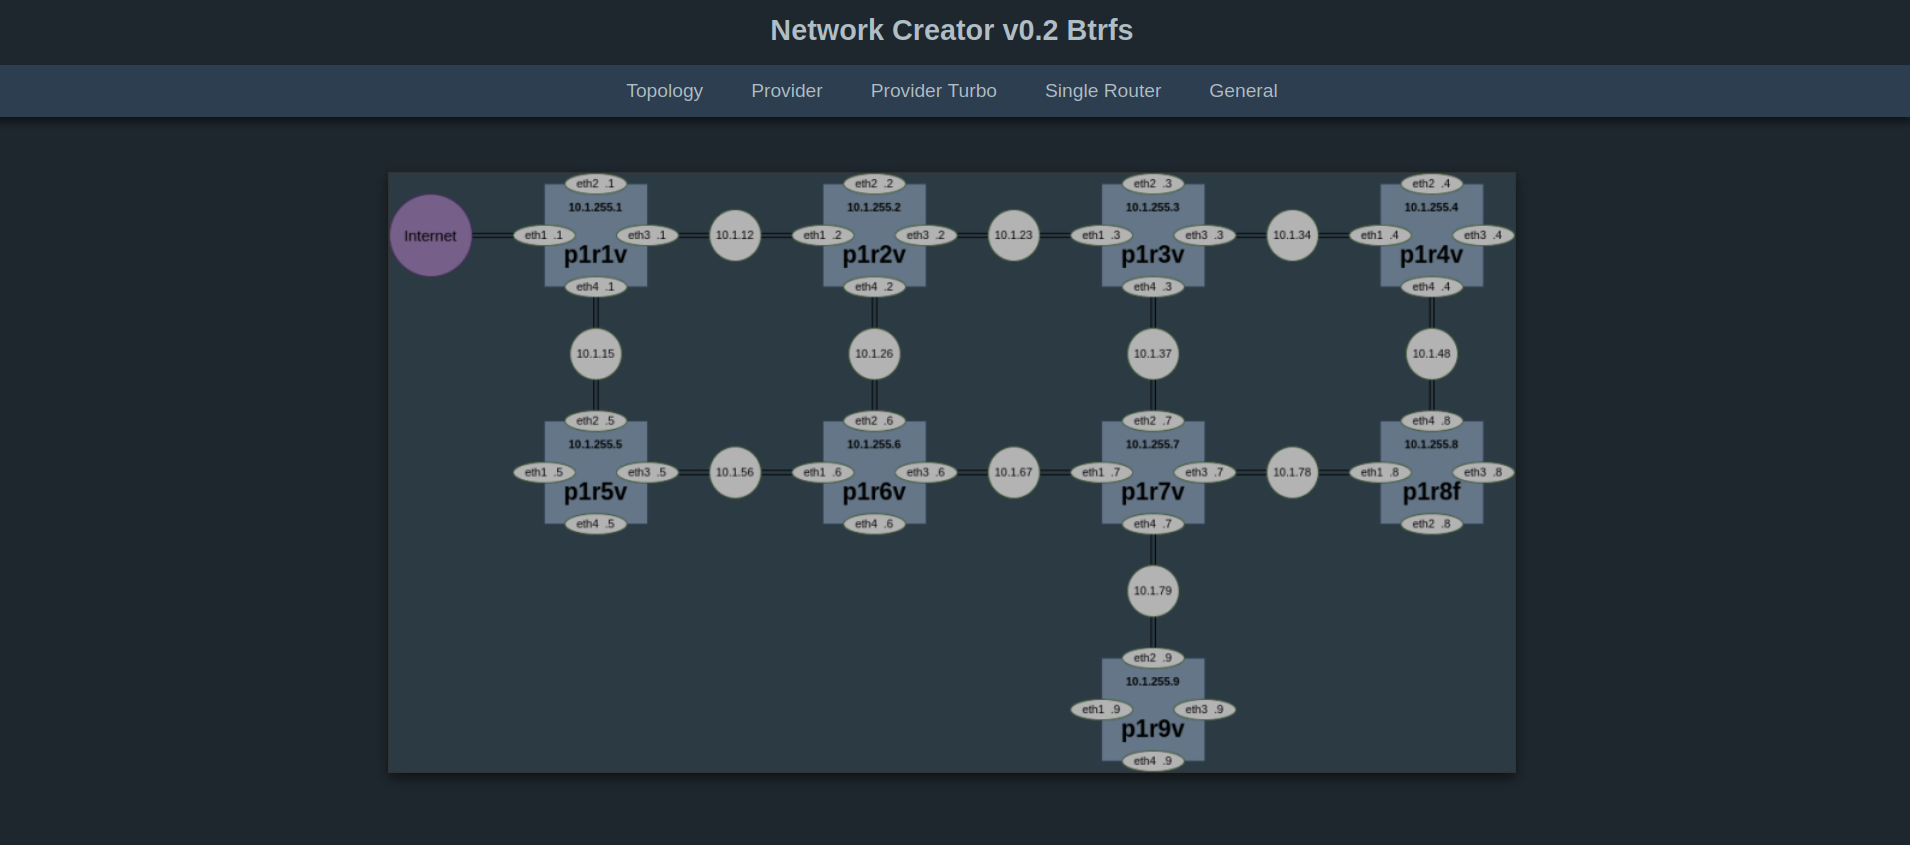 Network Creator v0.2 Btrfs
Topology Provider Provider Turbo Single Router General
eth2 .1 eth2 .2 eth2 .3 eth2 .4
10.1.255.1 10.1.255.2 10.1.255.3 10.1.255.4
Internet eth1 .1 eth3 .1 10.1.12 eth1 .2 eth3 .2 10.1.23 eth1 .3 eth3 .3 10.1.34 eth1 .4 eth3 .4
p1r1v p1r2v p1r3v p1r4v
eth4 .1 eth4 .2 eth4 .3 eth4 .4
10.1.15 10.1.26 10.1.37 10.1.48
eth2 .5 eth2 .6 eth2 .7 eth4 .8
10.1.255.5 10.1.255.6 10.1.255.7 10.1.255.8
eth1 .5 eth3 .5 10.1.56 eth1 .6 eth3 .6 10.1.67 eth1 .7 eth3 .7 10.1.78 eth1 .8 eth3 .8
p1r5v p1r6v p1r7v p1r8f
eth4 .5 eth4 .6 eth4 .7 eth2 .8
10.1.79
eth2 .9
10.1.255.9
eth1 .9 eth3 .9
p1r9v
eth4 .9